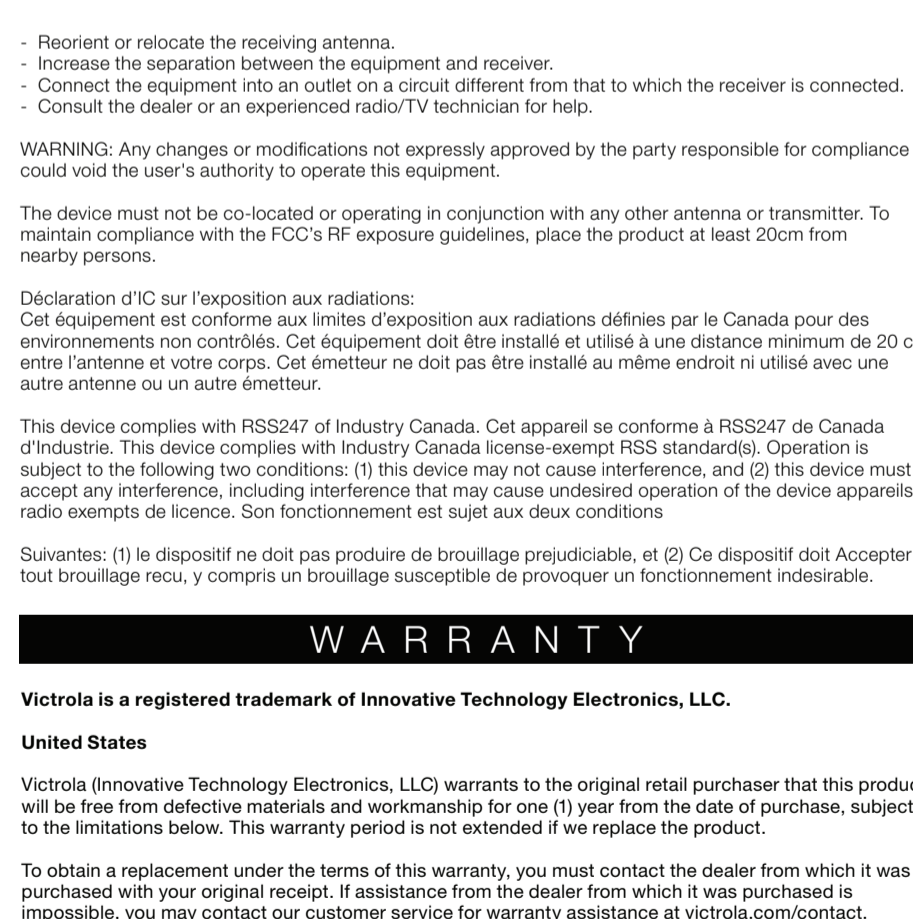 - Reorient or relocate the receiving antenna.
- Increase the separation between the equipment and receiver.
- Connect the equipment into an outlet on a circuit different from that to which the receiver is connected.
- Consult the dealer or an experienced radio/TV technician for help.
WARNING: Any changes or modifications not expressly approved by the party responsible for compliance
could void the user's authority to operate this equipment.
The device must not be co-located or operating in conjunction with any other antenna or transmitter. To
maintain compliance with the FCC’s RF exposure guidelines, place the product at least 20cm from
nearby persons.
Déclaration d’IC sur l’exposition aux radiations:
Cet équipement est conforme aux limites d’exposition aux radiations définies par le Canada pour des
environnements non contrôlés. Cet équipement doit être installé et utilisé à une distance minimum de 20 c
entre l’antenne et votre corps. Cet émetteur ne doit pas être installé au même endroit ni utilisé avec une
autre antenne ou un autre émetteur.
This device complies with RSS247 of Industry Canada. Cet appareil se conforme à RSS247 de Canada
d'Industrie. This device complies with Industry Canada license-exempt RSS standard(s). Operation is
subject to the following two conditions: (1) this device may not cause interference, and (2) this device must
accept any interference, including interference that may cause undesired operation of the device appareils
radio exempts de licence. Son fonctionnement est sujet aux deux conditions
Suivantes: (1) le dispositif ne doit pas produire de brouillage prejudiciable, et (2) Ce dispositif doit Accepter
tout brouillage recu, y compris un brouillage susceptible de provoquer un fonctionnement indesirable.
WARRANTY
Victrola is a registered trademark of Innovative Technology Electronics, LLC.
United States
Victrola (Innovative Technology Electronics, LLC) warrants to the original retail purchaser that this produc
will be free from defective materials and workmanship for one (1) year from the date of purchase, subject
to the limitations below. This warranty period is not extended if we replace the product.
To obtain a replacement under the terms of this warranty, you must contact the dealer from which it was
purchased with your original receipt. If assistance from the dealer from which it was purchased is
impossible, you may contact our customer service for warranty assistance at victrola.com/contact.